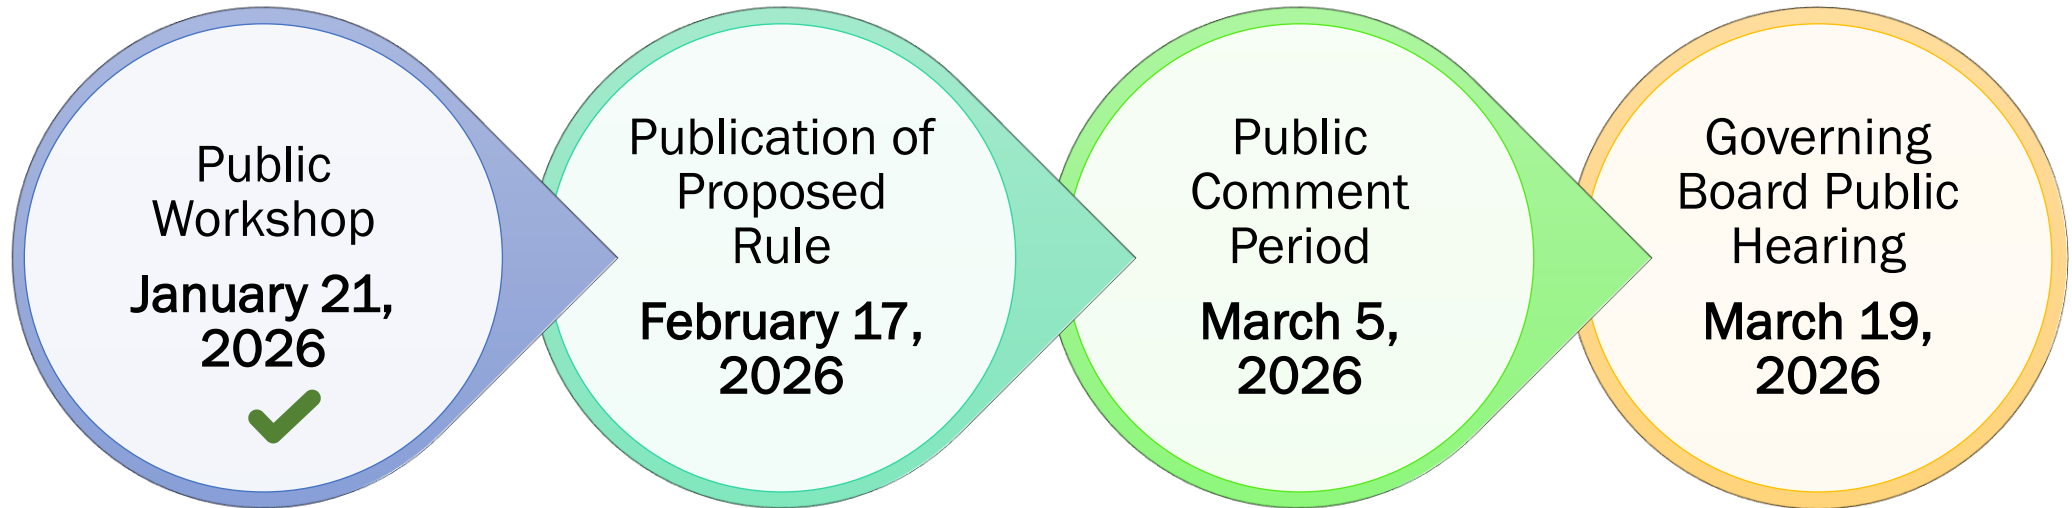 Public
Workshop
January 21,
2026
Publication of
Proposed
Rule
February 17,
2026
Public
Comment
Period
March 5,
2026
Governing
Board Public
Hearing
March 19,
2026